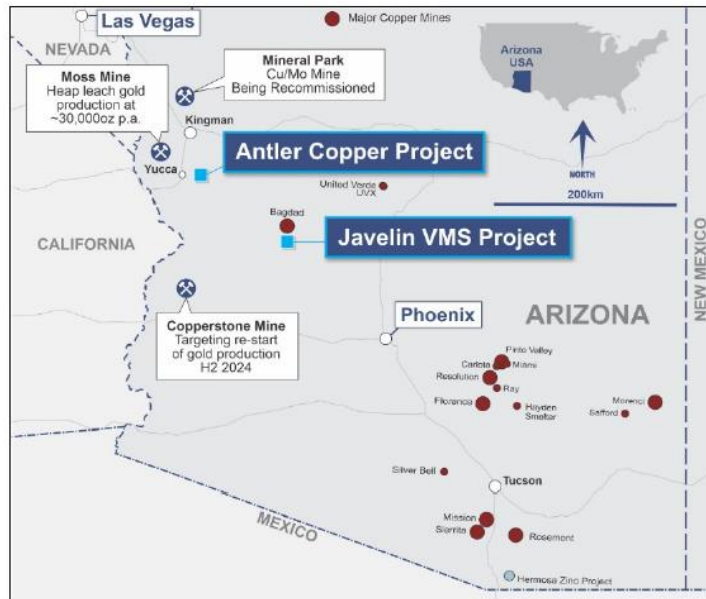 Las Vegas
Major Copper Mines
NEVADA
Mineral Park
Cu/Mo Mine
Being Recommissioned
Arizona
USA
Moss Mine
Heap leach gold
production at
~30,000oz p.a.
Kingman
Antler Copper Project
NORTH
Yucca
United Verde
UVX
200km
Bagdad
CALIFORNIA
Javelin VMS Project
NEW MEXICO
Copperstone Mine
Targeting re-start
of gold production
H2 2024
Phoenix
ARIZONA
Pinto Valley
Carlota
Miami
Resolution
Ray
Florence
Hayden
Smelter
Morenci
Safford
Silver Bell
Tucson
Mission
Sierrita
Rosemont
MEXICO
Hermosa Zinc Project